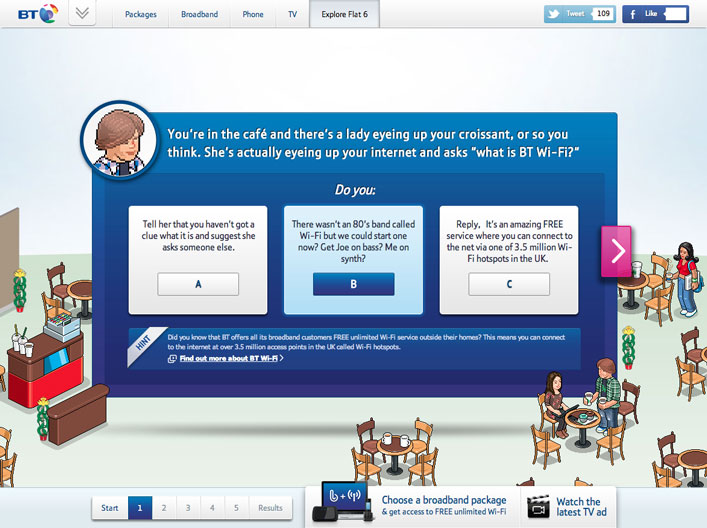 BT
Packages
Broadband
Phone
TV
Explore Flat 6
Tweet
109
Like
You're in the café and there's a lady eyeing up your croissant, or so you
think. She's actually eyeing up your internet and asks "what is BT Wi-Fi?"
Do you:
Tell her that you haven't got a
clue what it is and suggest she
asks someone else.
A
There wasn't an 80's band called
Wi-Fi but we could start one
now? Get Joe on bass? Me on
synth?
B
Reply, It's an amazing FREE
service where you can connect to
the net via one of 3.5 million Wi-
Fi hotspots in the UK.
C
HINT
Did you know that BT offers all its broadband customers FREE unlimited Wi-Fi service outside their homes? This means you can connect
to the internet at over 3.5 million access points in the UK called Wi-Fi hotspots.
Find out more about BT Wi-Fi
Start
1
2
3
4
5
Results
Choose a broadband package
& get access to FREE unlimited Wi-Fi
Watch the
latest TV ad